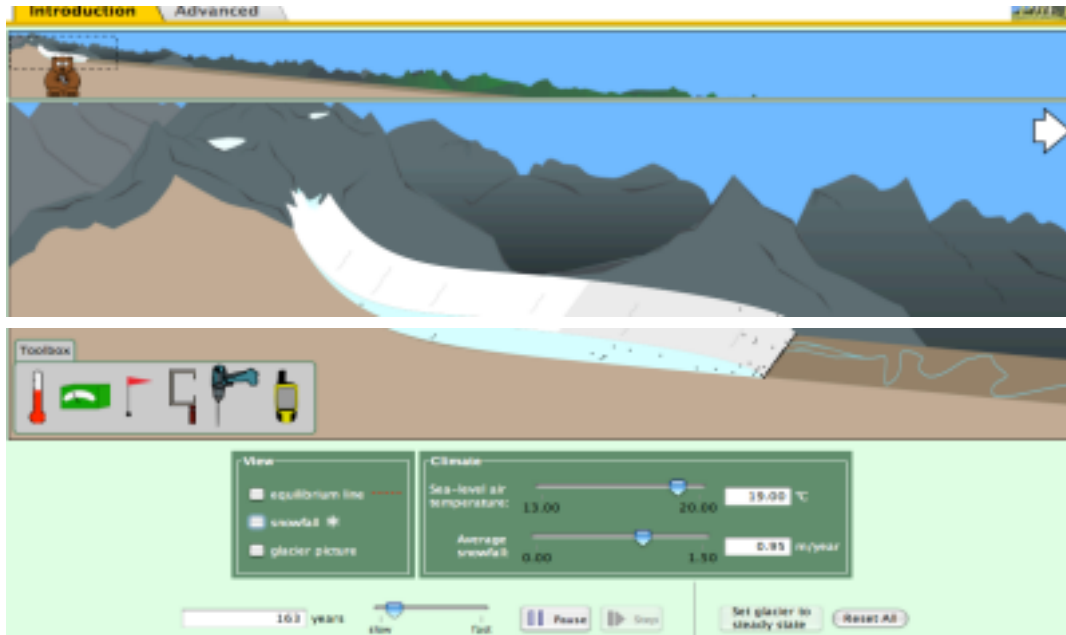 Introduction Advanced
Toolbox
View
equilibrium line
snowfall
glacier picture
Climate
Sea-level air
temperature:
13.00 20.00
19.00 °C
Average
snowfall:
0.00 1.50
0.95 m/year
163 years
slow fast
Pause
Step
Set glacier to
steady state
Reset All